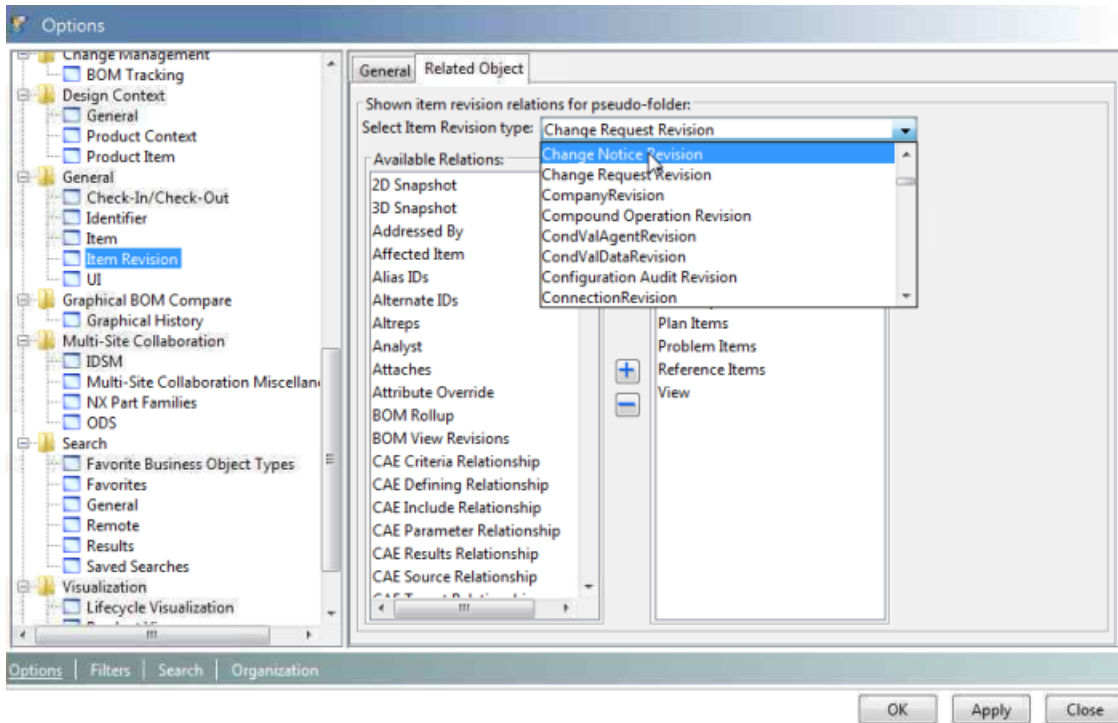 Options
Change Management
BOM Tracking
Design Context
General
Product Context
Product Item
General
Check-In/Check-Out
Identifier
Item
Item Revision
UI
Graphical BOM Compare
Graphical History
Multi-Site Collaboration
IDSM
Multi-Site Collaboration Miscellan
NX Part Families
ODS
Search
Favorite Business Object Types
Favorites
General
Remote
Results
Saved Searches
Visualization
Lifecycle Visualization
General Related Object
Shown item revision relations for pseudo-folder:
Select Item Revision type: Change Request Revision
Change Notice Revision
Change Request Revision
CompanyRevision
Compound Operation Revision
CondValAgentRevision
CondValDataRevision
Configuration Audit Revision
ConnectionRevision
Available Relations:
2D Snapshot
3D Snapshot
Addressed By
Affected Item
Alias IDs
Alternate IDs
Altreps
Analyst
Attaches
Attribute Override
BOM Rollup
BOM View Revisions
CAE Criteria Relationship
CAE Defining Relationship
CAE Include Relationship
CAE Parameter Relationship
CAE Results Relationship
CAE Source Relationship
Plan Items
Problem Items
Reference Items
View
Options | Filters | Search | Organization
OK Apply Close